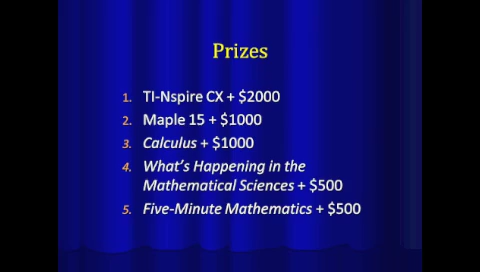 Prizes
1. TI-Nspire CX + $2000
2. Maple 15 + $1000
3. Calculus + $1000
4. What's Happening in the
Mathematical Sciences + $500
5. Five-Minute Mathematics + $500